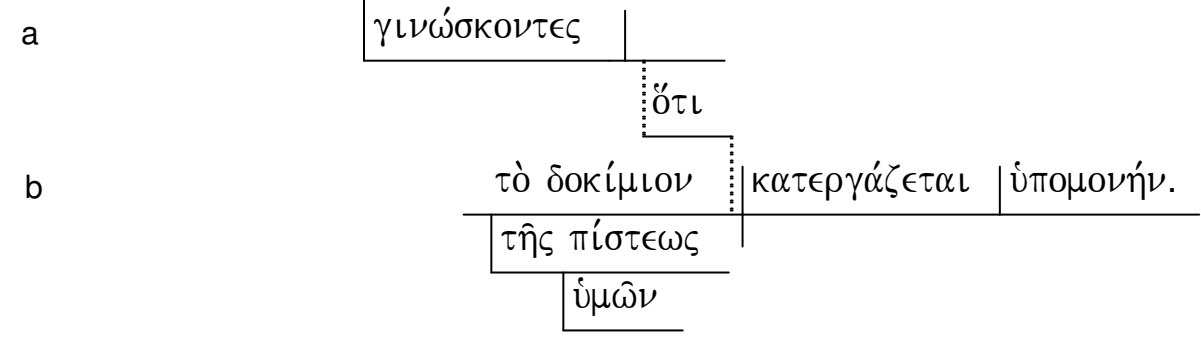 a γινώσκοντες
ὅτι
b τὸ δοκίμιον κατεργάζεται ὑπομονήν.
τῆς πίστεως
ὑμῶν